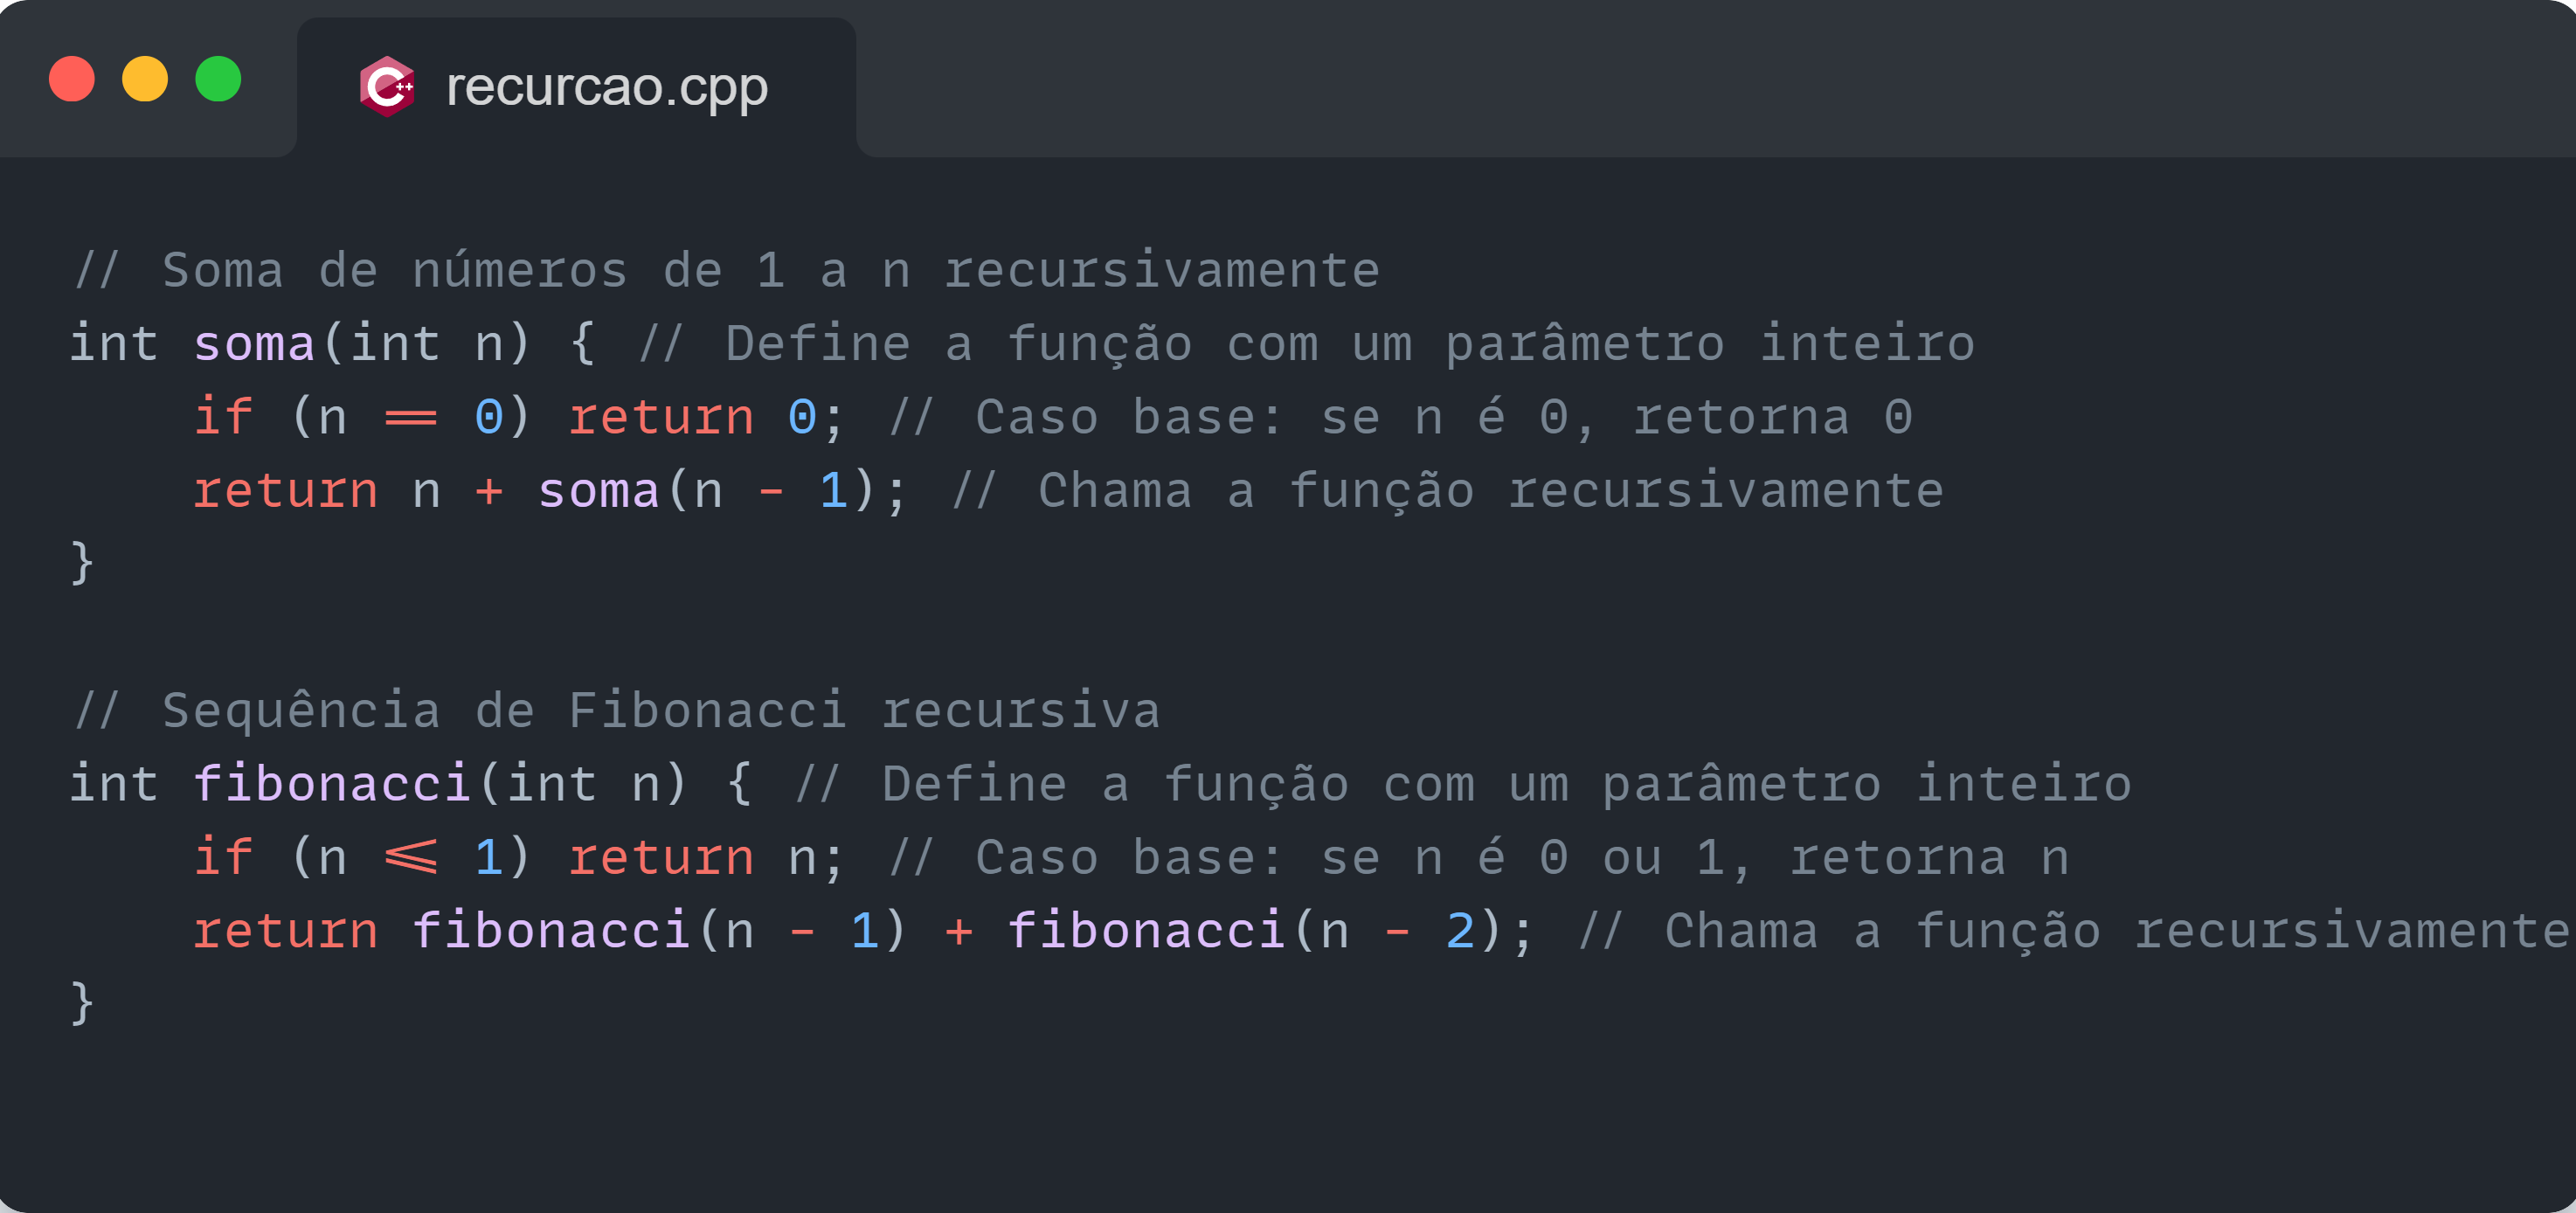 recurcao.cpp
// Soma de números de 1 a n recursivamente
int soma(int n) { // Define a função com um parâmetro inteiro
    if (n == 0) return 0; // Caso base: se n é 0, retorna 0
    return n + soma(n - 1); // Chama a função recursivamente
}
// Sequência de Fibonacci recursiva
int fibonacci(int n) { // Define a função com um parâmetro inteiro
    if (n <= 1) return n; // Caso base: se n é 0 ou 1, retorna n
    return fibonacci(n - 1) + fibonacci(n - 2); // Chama a função recursivamente
}